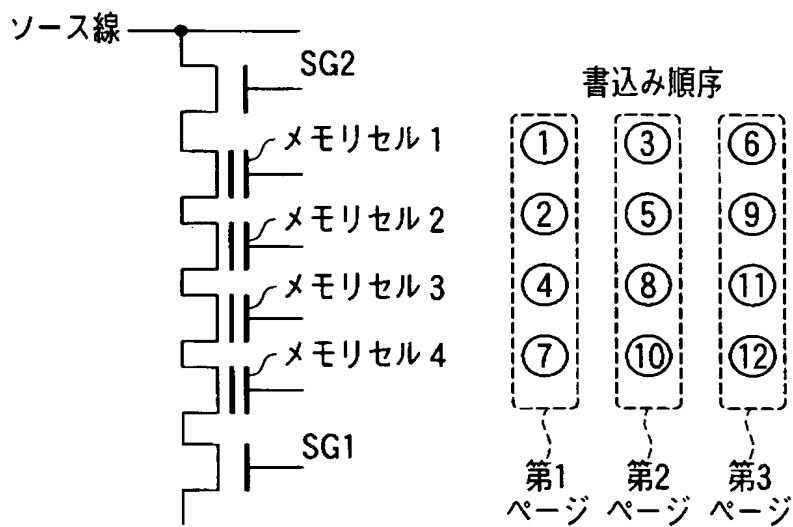 ソース線
SG2
書込み順序
メモリセル 1
① ③ ⑥
メモリセル 2
② ⑤ ⑨
メモリセル 3
④ ⑧ ⑪
メモリセル 4
⑦ ⑩ ⑫
SG1
第1
ページ
第2
ページ
第3
ページ